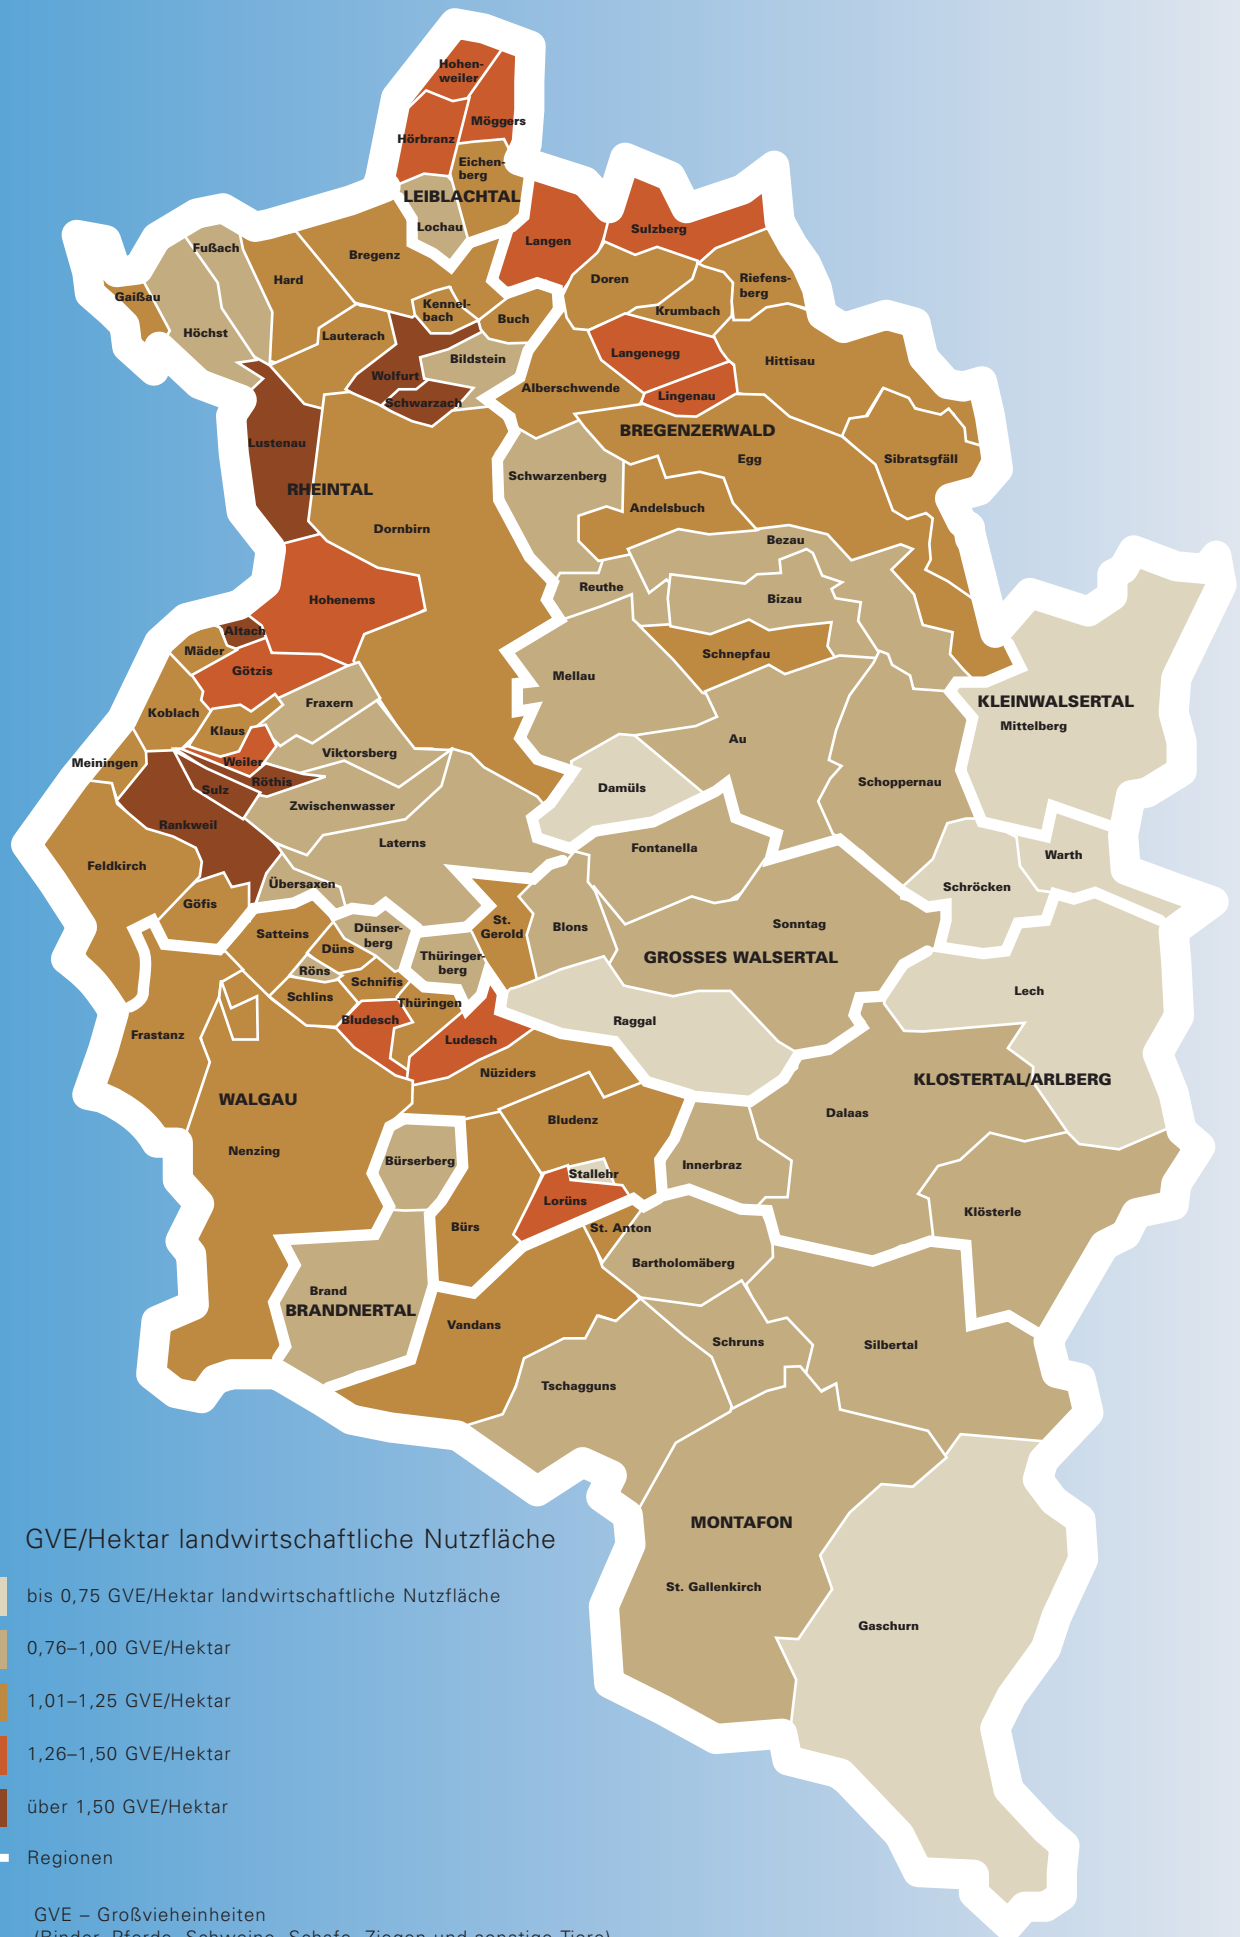 Hohen-
weiler
Möggers
Hörbranz
Eichen-
berg
LEIBLACHTAL
Lochau
Langen
Sulzberg
Fußach
Bregenz
Hard
Doren
Riefens-
berg
Gaißau
Kennel-
bach
Krumbach
Buch
Höchst
Lauterach
Langenegg
Hittisau
Bildstein
Wolfurt
Alberschwende
Lingenau
Schwarzach
BREGENZERWALD
Lustenau
Egg
Sibratsgfäll
Schwarzenberg
RHEINTAL
Andelsbuch
Dornbirn
Bezau
Reuthe
Hohenems
Bizau
Altach
Mäder
Schnepfau
Götzis
Mellau
Fraxern
KLEINWALSERTAL
Koblach
Mittelberg
Klaus
Au
Viktorsberg
Meiningen
Weiler
Röthis
Schoppernau
Sulz
Damüls
Zwischenwasser
Rankweil
Laterns
Fontanella
Warth
Feldkirch
Übersaxen
Schröcken
Göfis
St.
Gerold
Blons
Sonntag
Satteins
Dünser-
berg
Düns
Thüringer-
berg
GROSSES WALSERTAL
Röns
Schnifis
Lech
Schlins
Thüringen
Bludesch
Raggal
Frastanz
Ludesch
Nüziders
KLOSTERTAL/ARLBERG
WALGAU
Dalaas
Bludenz
Nenzing
Bürserberg
Innerbraz
Stallehr
Lorüns
Klösterle
Bürs
St. Anton
Bartholomäberg
Brand
BRANDNERTAL
Vandans
Schruns
Silbertal
Tschagguns
MONTAFON
St. Gallenkirch
Gaschurn
GVE/Hektar landwirtschaftliche Nutzfläche
bis 0,75 GVE/Hektar landwirtschaftliche Nutzfläche
0,76–1,00 GVE/Hektar
1,01–1,25 GVE/Hektar
1,26–1,50 GVE/Hektar
über 1,50 GVE/Hektar
Regionen
GVE – Großvieheinheiten
(Rinder, Pferde, Schweine, Schafe, Ziegen und sonstige Tiere)